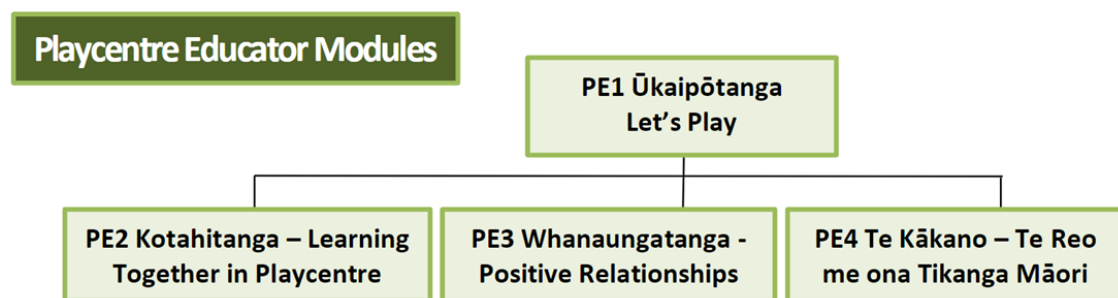 Playcentre Educator Modules
PE1 Ūkaipōtanga
Let's Play
PE2 Kotahitanga – Learning
Together in Playcentre
PE3 Whanaungatanga -
Positive Relationships
PE4 Te Kākano – Te Reo
me ona Tikanga Māori